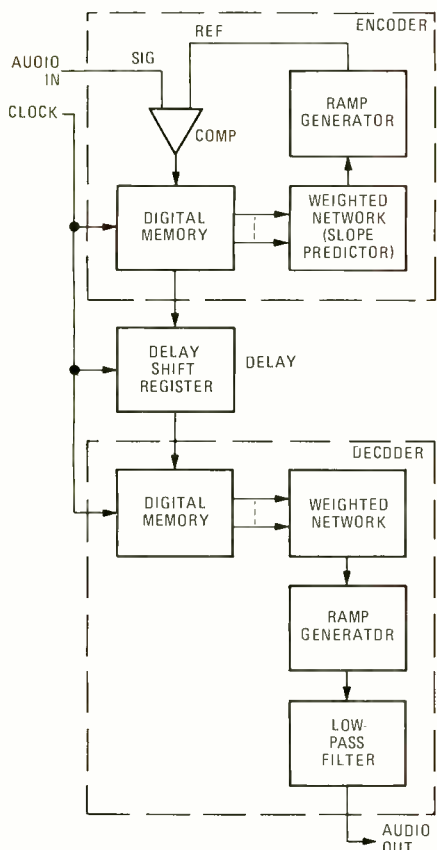 ENCODER
REF
AUDIO
IN
SIG
CLOCK
COMP
RAMP
GENERATOR
DIGITAL
MEMORY
WEIGHTED
NETWORK
(SLOPE
PREDICTOR)
DELAY
SHIFT
REGISTER
DELAY
DECODER
DIGITAL
MEMORY
WEIGHTED
NETWORK
RAMP
GENERATOR
LOW-
PASS
FILTER
AUDIO
OUT